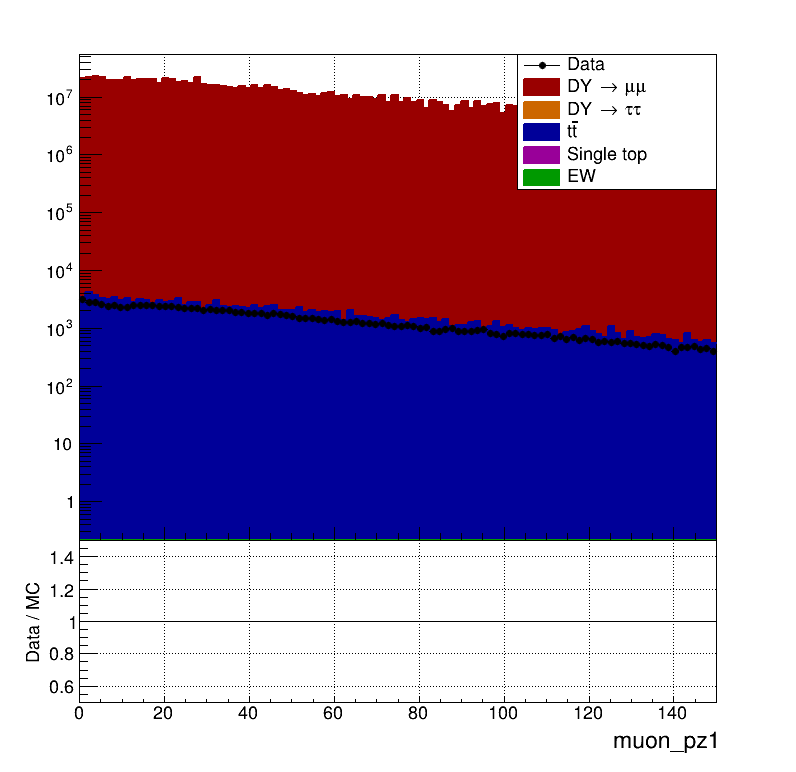 Data
DY → μμ
DY → ττ
tt̄
Single top
EW
10⁷
10⁶
10⁵
10⁴
10³
10²
10
1
Data / MC
1.4
1.2
1
0.8
0.6
0 20 40 60 80 100 120 140
muon_pz1